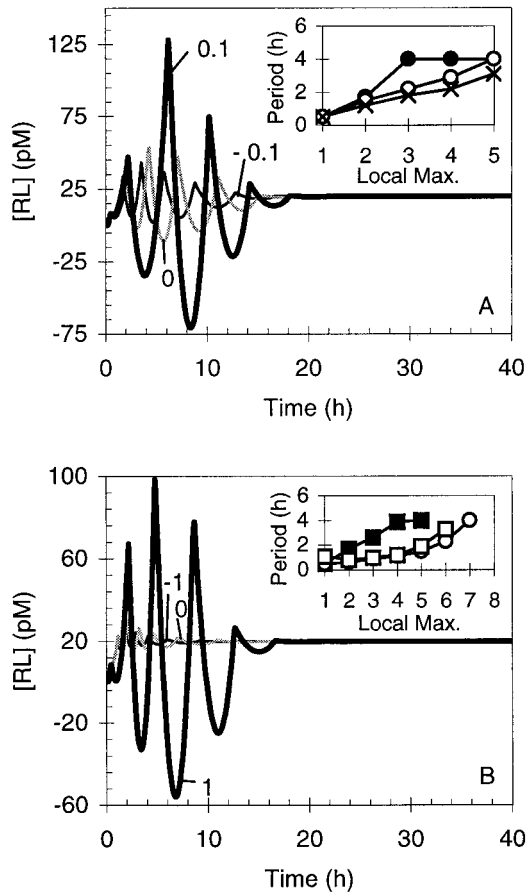 125
75
25
-25
-75
[RL] (pM)
0.1
-0.1
0
A
0 10 20 30 40
Time (h)
6
4
2
0
Period (h)
1 2 3 4 5
Local Max.
100
60
20
-20
-60
[RL] (pM)
-1
0
1
B
0 10 20 30 40
Time (h)
6
4
2
0
Period (h)
1 2 3 4 5 6 7 8
Local Max.